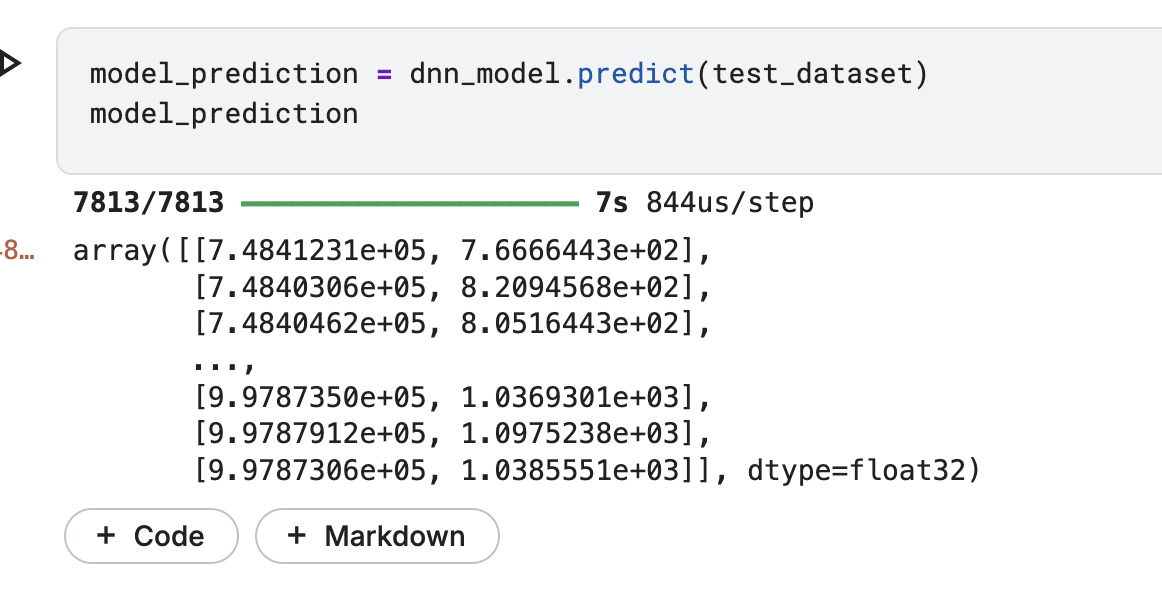 model_prediction = dnn_model.predict(test_dataset)
model_prediction
7813/7813 7s 844us/step
8…
array([[7.4841231e+05, 7.6666443e+02],
[7.4840306e+05, 8.2094568e+02],
[7.4840462e+05, 8.0516443e+02],
...,
[9.9787350e+05, 1.0369301e+03],
[9.9787912e+05, 1.0975238e+03],
[9.9787306e+05, 1.0385551e+03]], dtype=float32)
+ Code + Markdown